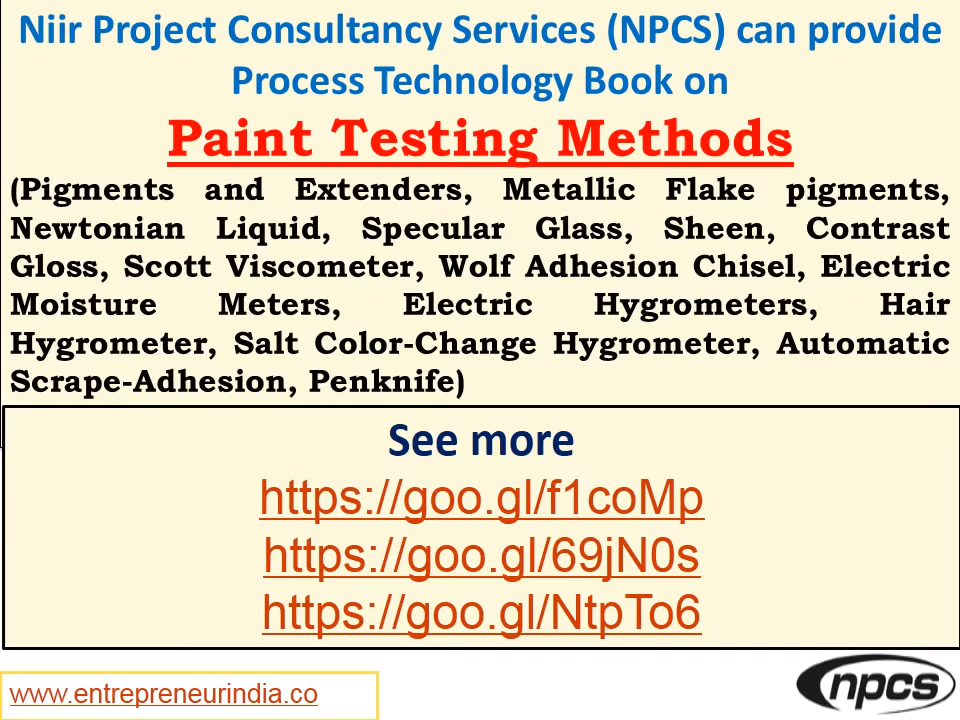 Niir Project Consultancy Services (NPCS) can provide
Process Technology Book on
Paint Testing Methods
(Pigments and Extenders, Metallic Flake pigments,
Newtonian Liquid, Specular Glass, Sheen, Contrast
Gloss, Scott Viscometer, Wolf Adhesion Chisel, Electric
Moisture Meters, Electric Hygrometers, Hair
Hygrometer, Salt Color-Change Hygrometer, Automatic
Scrape-Adhesion, Penknife)
See more
https://goo.gl/f1coMp
https://goo.gl/69jN0s
https://goo.gl/NtpTo6
www.entrepreneurindia.co
npcs